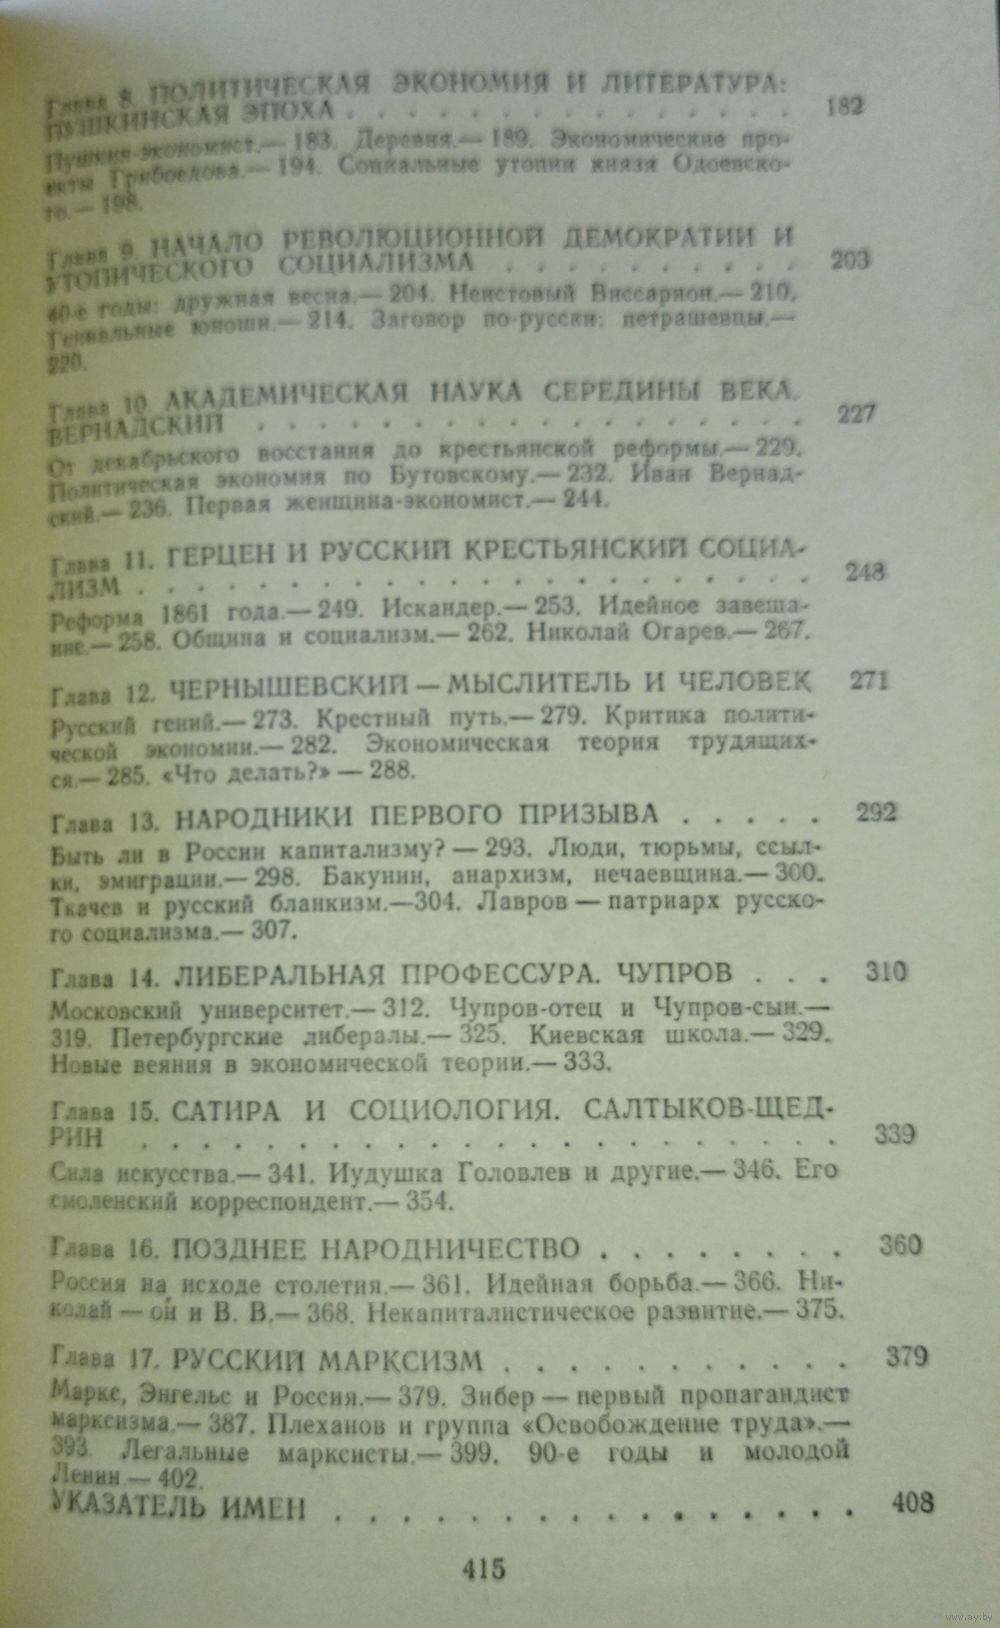 Глава 8. ПОЛИТИЧЕСКАЯ ЭКОНОМИЯ И ЛИТЕРАТУРА:
ПУШКИНСКАЯ ЭПОХА . . . . . . . . . . . . . . 182
Пушкин-экономист.— 183. Деревня.— 189. Экономические про-
екты Грибоедова.— 194. Социальные утопии князя Одоевско-
го.— 198.
Глава 9. НАЧАЛО РЕВОЛЮЦИОННОЙ ДЕМОКРАТИИ И
УТОПИЧЕСКОГО СОЦИАЛИЗМА . . . . . . . . . 203
40-е годы: дружная весна.— 204. Неистовый Виссарион.— 210.
Гениальные юноши.— 214. Заговор по-русски: петрашевцы.—
220.
Глава 10. АКАДЕМИЧЕСКАЯ НАУКА СЕРЕДИНЫ ВЕКА.
ВЕРНАДСКИЙ . . . . . . . . . . . . . . . . . 227
От декабрьского восстания до крестьянской реформы.— 229.
Политическая экономия по Бутовскому.— 232. Иван Вернад-
ский.— 236. Первая женщина-экономист.— 244.
Глава 11. ГЕРЦЕН И РУССКИЙ КРЕСТЬЯНСКИЙ СОЦИА-
ЛИЗМ . . . . . . . . . . . . . . . . . . . . . 248
Реформа 1861 года.— 249. Искандер.— 253. Идейное завеща-
ние.— 258. Община и социализм.— 262. Николай Огарев.— 267.
Глава 12. ЧЕРНЫШЕВСКИЙ — МЫСЛИТЕЛЬ И ЧЕЛОВЕК 271
Русский гений.— 273. Крестный путь.— 279. Критика полити-
ческой экономии.— 282. Экономическая теория трудящих-
ся.— 285. «Что делать?» — 288.
Глава 13. НАРОДНИКИ ПЕРВОГО ПРИЗЫВА . . . . . 292
Быть ли в России капитализму? — 293. Люди, тюрьмы, ссыл-
ки, эмиграции.— 298. Бакунин, анархизм, нечаевщина.— 300.
Ткачев и русский бланкизм.—304. Лавров — патриарх русско-
го социализма.— 307.
Глава 14. ЛИБЕРАЛЬНАЯ ПРОФЕССУРА. ЧУПРОВ . . . 310
Московский университет.— 312. Чупров-отец и Чупров-сын.—
319. Петербургские либералы.— 325. Киевская школа.— 329.
Новые веяния в экономической теории.— 333.
Глава 15. САТИРА И СОЦИОЛОГИЯ. САЛТЫКОВ-ЩЕД-
РИН . . . . . . . . . . . . . . . . . . . . . 339
Сила искусства.— 341. Иудушка Головлев и другие.— 346. Его
смоленский корреспондент.— 354.
Глава 16. ПОЗДНЕЕ НАРОДНИЧЕСТВО . . . . . . . . 360
Россия на исходе столетия.— 361. Идейная борьба.— 366. Ни-
колай — он и В. В.— 368. Некапиталистическое развитие.— 375.
Глава 17. РУССКИЙ МАРКСИЗМ . . . . . . . . . . . 379
Маркс, Энгельс и Россия.— 379. Зибер — первый пропагандист
марксизма.— 387. Плеханов и группа «Освобождение труда».—
393. Легальные марксисты.— 399. 90-е годы и молодой
Ленин.— 402.
УКАЗАТЕЛЬ ИМЕН . . . . . . . . . . . . . . . . 408
415
www.ay.by